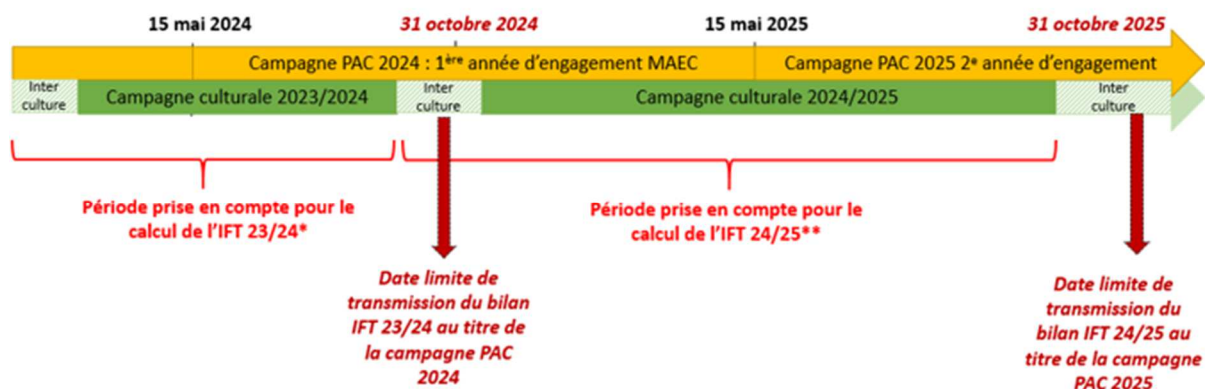 15 mai 2024
31 octobre 2024
15 mai 2025
31 octobre 2025
Campagne PAC 2024 : 1ère année d'engagement MAEC
Campagne PAC 2025 2e année d'engagement
Inter
culture
Campagne culturale 2023/2024
Inter
culture
Campagne culturale 2024/2025
Inter
culture
Période prise en compte pour le
calcul de l'IFT 23/24*
Période prise en compte pour le
calcul de l'IFT 24/25**
Date limite de
transmission du bilan
IFT 23/24 au titre de
la campagne PAC
2024
Date limite de
transmission du
bilan IFT 24/25 au
titre de la campagne
PAC 2025